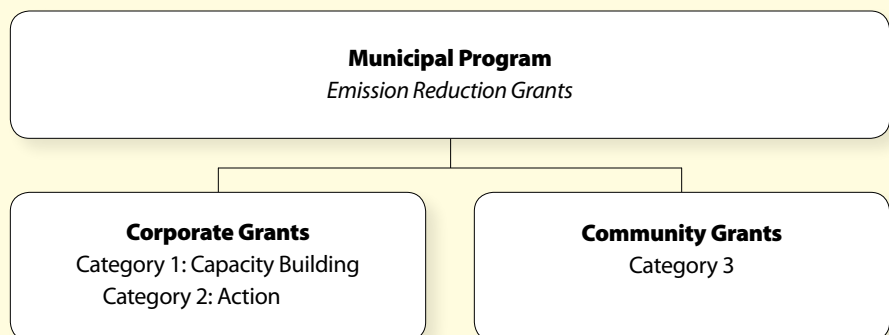 Municipal Program
Emission Reduction Grants
Corporate Grants
Category 1: Capacity Building
Category 2: Action
Community Grants
Category 3